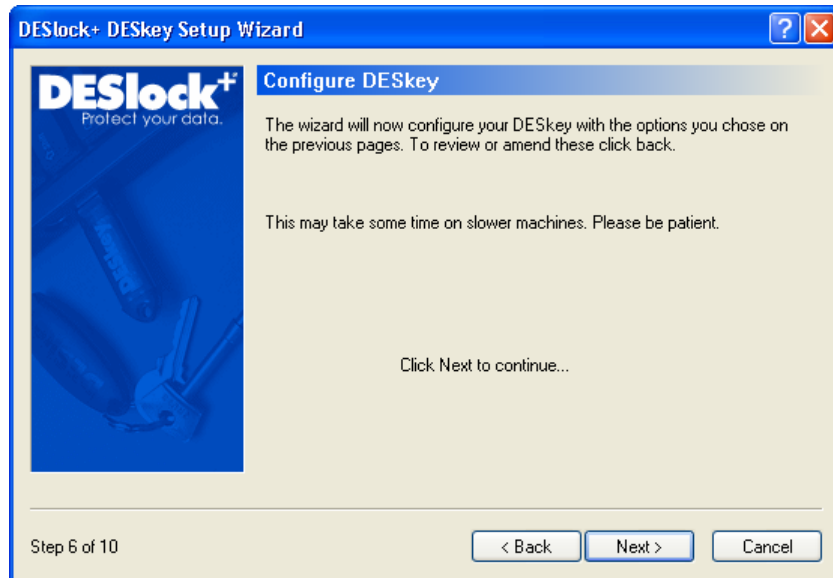 DESlock+ DESkey Setup Wizard
?
X
DESlock+
Protect your data.
DESkey
Configure DESkey
The wizard will now configure your DESkey with the options you chose on
the previous pages. To review or amend these click back.
This may take some time on slower machines. Please be patient.
Click Next to continue...
Step 6 of 10
< Back
Next >
Cancel